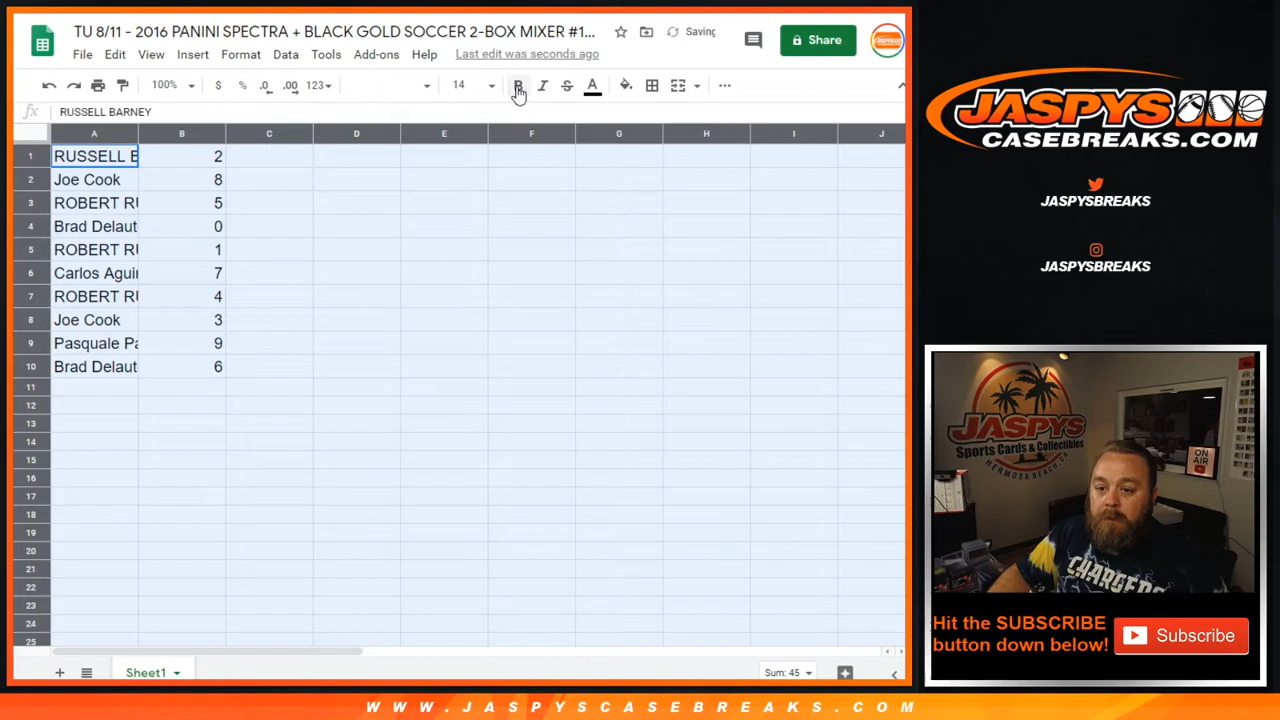 TU 8/11 - 2016 PANINI SPECTRA + BLACK GOLD SOCCER 2-BOX MIXER #1...
Saving
Share
File Edit View Insert Format Data Tools Add-ons Help Last edit was seconds ago
100% $ % .0 .00 123 14 B I S A
fx RUSSELL BARNEY
A B C D E F G H I J
1 RUSSELL B 2
2 Joe Cook 8
3 ROBERT RU 5
4 Brad Delaut 0
5 ROBERT RU 1
6 Carlos Agui 7
7 ROBERT RU 4
8 Joe Cook 3
9 Pasquale Pa 9
10 Brad Delaut 6
11
12
13
14
15
16
17
18
19
20
21
22
23
24
25
Sheet1
Sum: 45
JASPYS
CASEBREAKS.COM
JASPYSBREAKS
JASPYSBREAKS
JASPYS
Sports Cards & Collectibles
HERMOSA BEACH, CA
ON AIR
CHARGERS
Hit the SUBSCRIBE
button down below!
Subscribe
WWW.JASPYSCASEBREAKS.COM